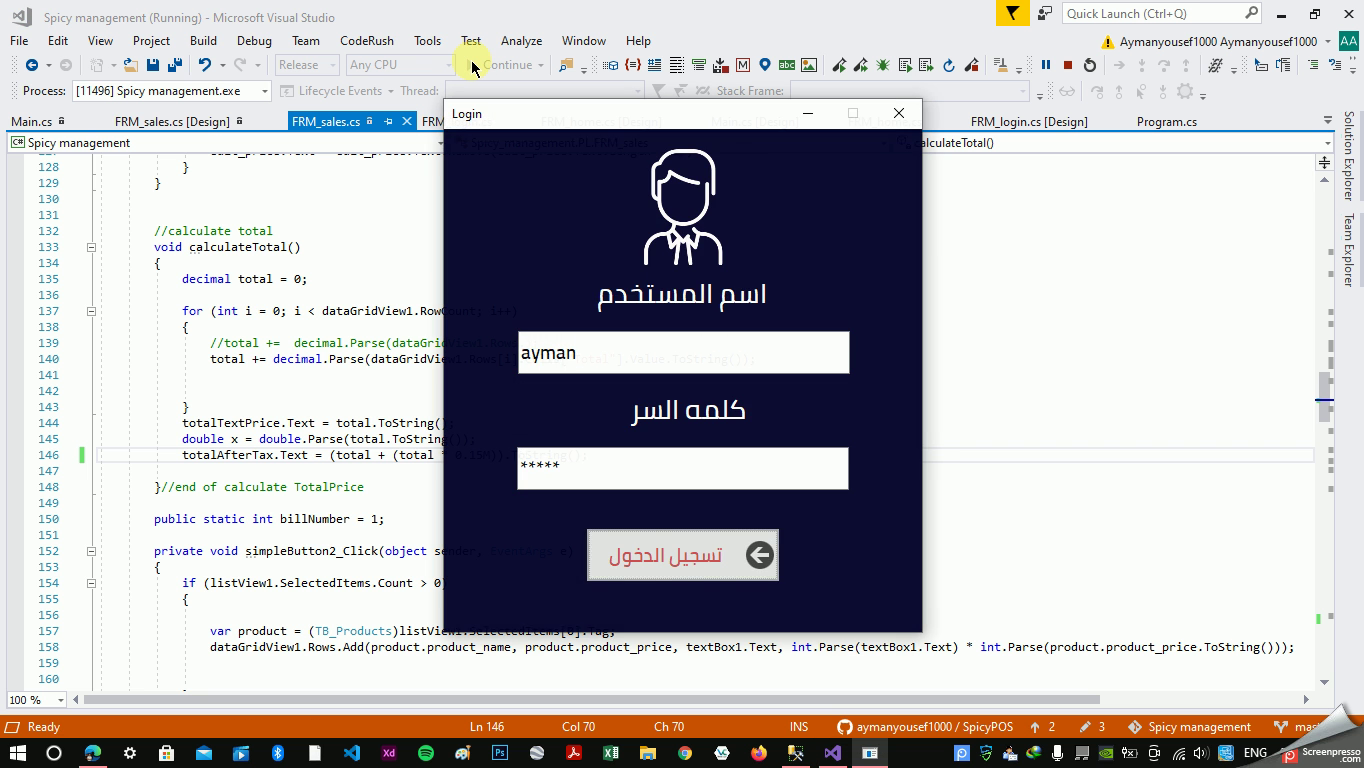 Spicy management (Running) - Microsoft Visual Studio
Quick Launch (Ctrl+Q)
File Edit View Project Build Debug Team CodeRush Tools Test Analyze Window Help
Aymanyousef1000 Aymanyousef1000 AA
Release Any CPU Continue
Process: [11496] Spicy management.exe Lifecycle Events Thread: Stack Frame:
Login
Main.cs FRM_sales.cs [Design] FRM_sales.cs FRM_login.cs [Design] Program.cs
C# Spicy management calculateTotal()
Solution Explorer
Team Explorer
128 }
129 }
130
131
132 //calculate total
133 void calculateTotal()
134 {
135 decimal total = 0;
136
137 for (int i = 0; i < dataGridView1.RowCount; i++)
138 {
139 //total += decimal.Parse(dataGridView1.
140 total += decimal.Parse(dataGridView1.Rows
141
142
143 }
144 totalTextPrice.Text = total.ToString();
145 double x = double.Parse(total.ToString());
146 totalAfterTax.Text = (total + (total * 0.15M)).ToString();
147
148 }//end of calculate TotalPrice
149
150 public static int billNumber = 1;
151
152 private void simpleButton2_Click(object sender, EventArgs e)
153 {
154 if (listView1.SelectedItems.Count > 0)
155 {
156
157 var product = (TB_Products)listView1.SelectedItems[0].Tag;
158 dataGridView1.Rows.Add(product.product_name, product.product_price, textBox1.Text, int.Parse(textBox1.Text) * int.Parse(product.product_price.ToString()));
159
160
اسم المستخدم
ayman
كلمه السر
*****
تسجيل الدخول
100 %
Ready Ln 146 Col 70 Ch 70 INS aymanyousef1000 / SpicyPOS 2 3 Spicy management
ENG
Screenpresso
.com